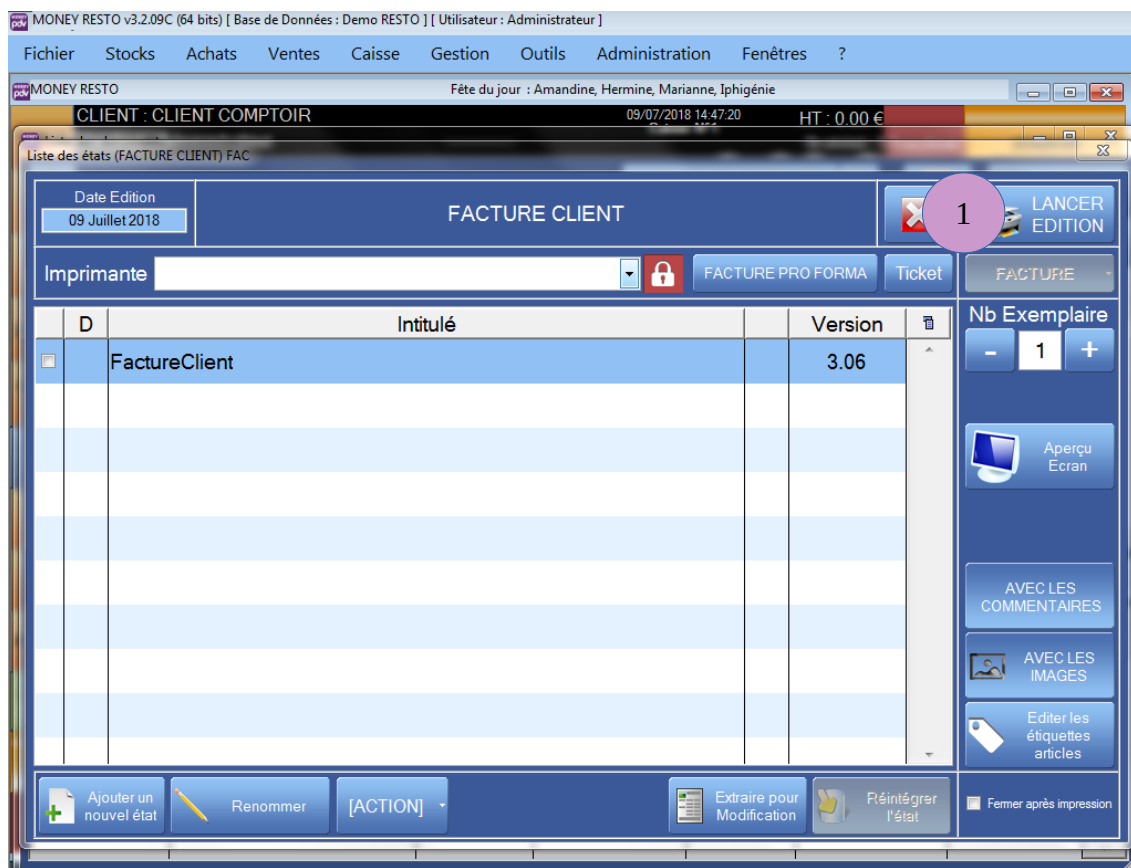 MONEY RESTO v3.2.09C (64 bits) [ Base de Données : Demo RESTO ] [ Utilisateur : Administrateur ]
Fichier Stocks Achats Ventes Caisse Gestion Outils Administration Fenêtres ?
MONEY RESTO Fête du jour : Amandine, Hermine, Marianne, Iphigénie
CLIENT : CLIENT COMPTOIR 09/07/2018 14:47:20 HT : 0.00 €
Liste des états (FACTURE CLIENT) FAC
Date Edition
09 Juillet 2018
FACTURE CLIENT
1
LANCER
EDITION
Imprimante FACTURE PRO FORMA Ticket FACTURE
D Intitulé Version
FactureClient 3.06
Nb Exemplaire
- 1 +
Aperçu
Ecran
AVEC LES
COMMENTAIRES
AVEC LES
IMAGES
Editer les
étiquettes
articles
Ajouter un
nouvel état
Renommer
[ACTION]
Extraire pour
Modification
Réintégrer
l'état
Fermer après impression